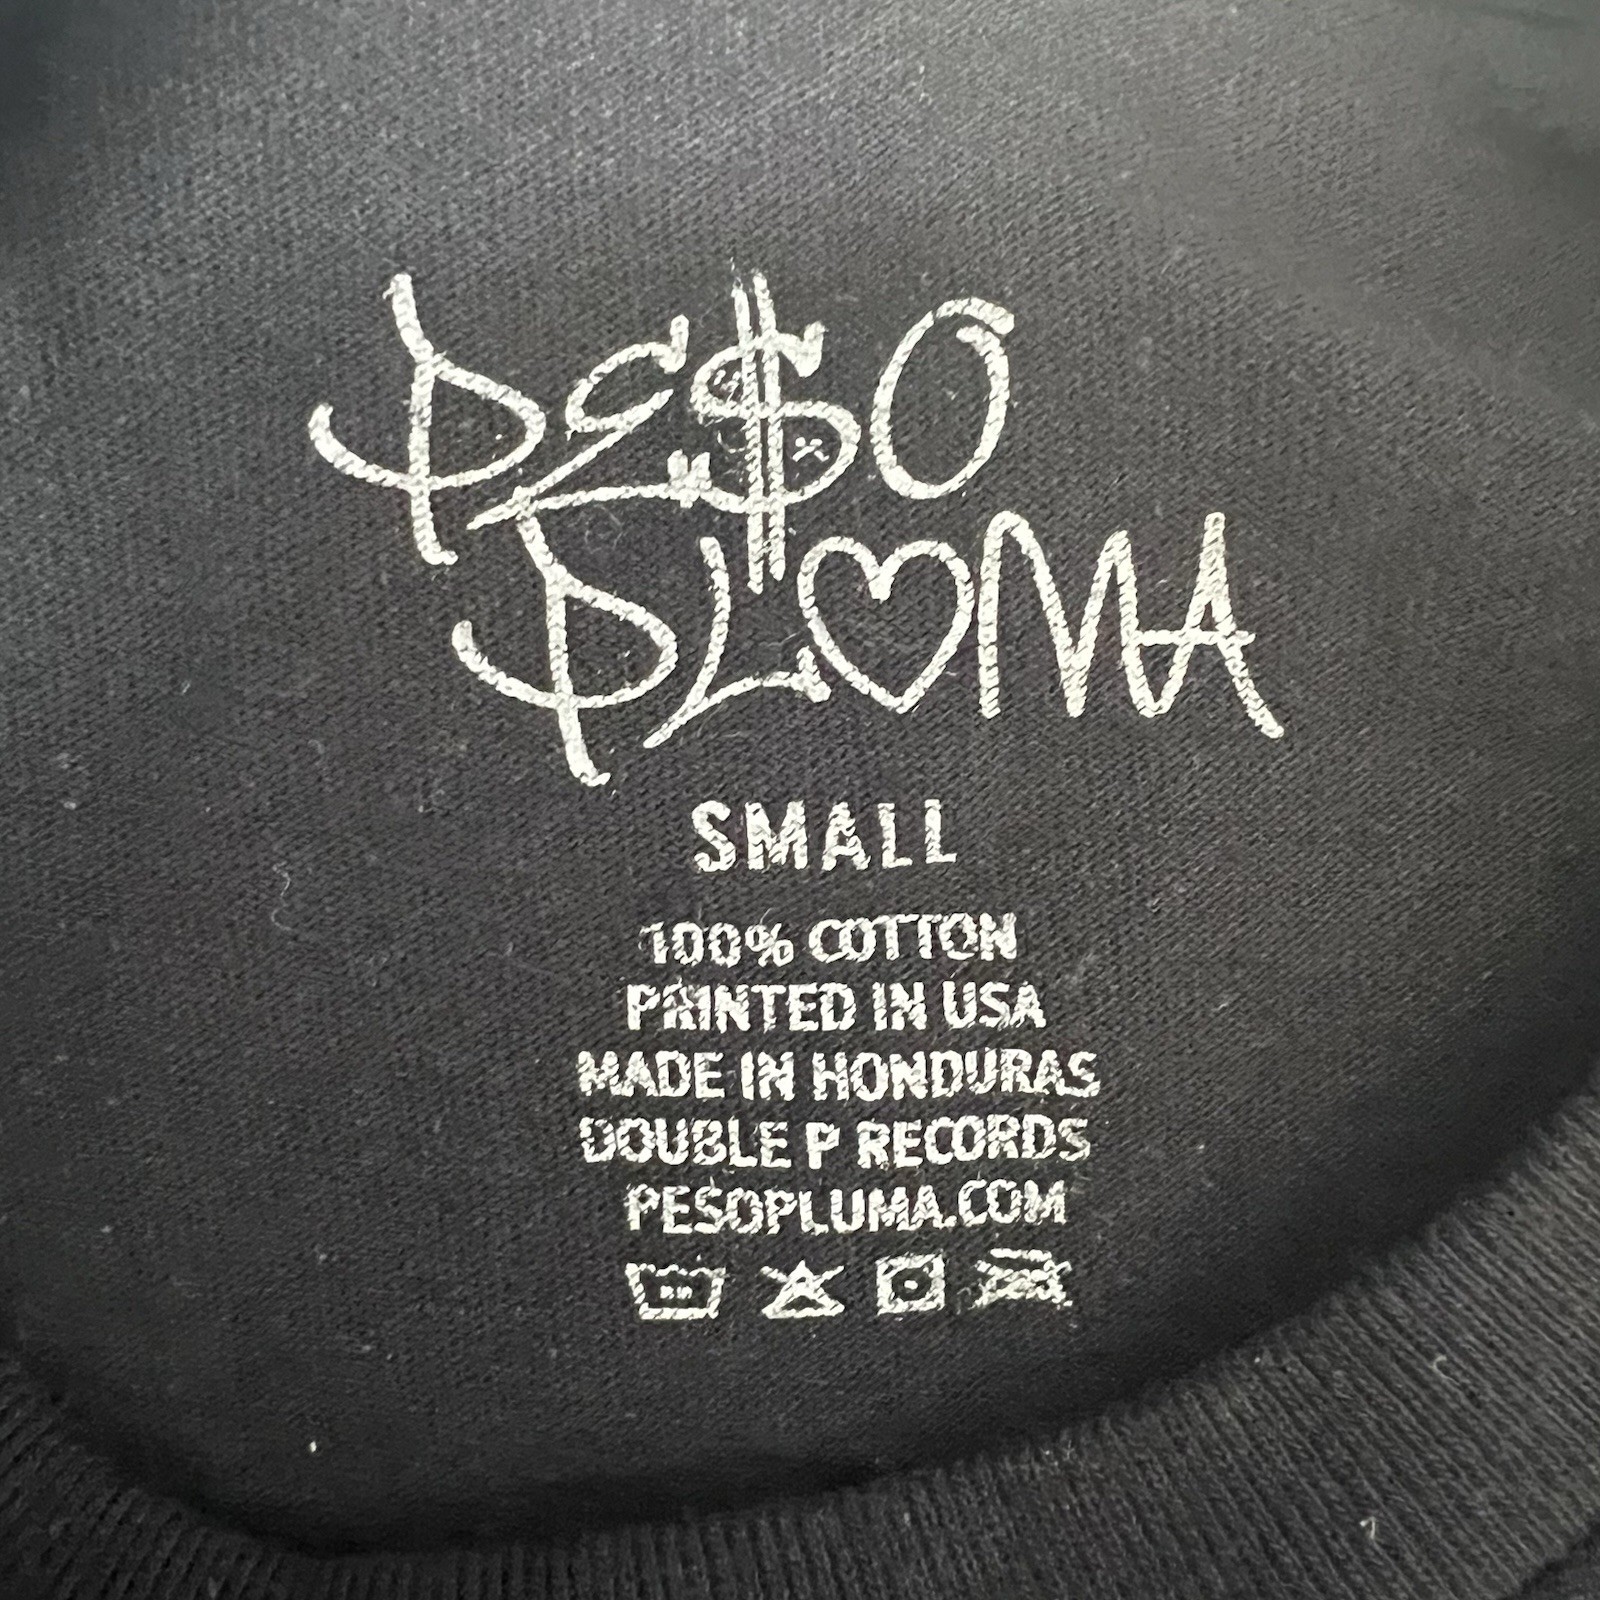 PE$O
PL♡MA
SMALL
100% COTTON
PRINTED IN USA
MADE IN HONDURAS
DOUBLE P RECORDS
PESOPLUMA.COM